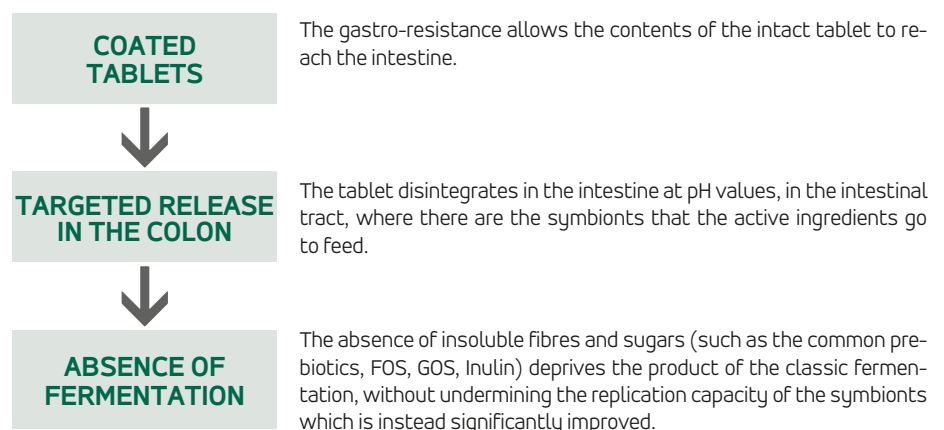 COATED
TABLETS
The gastro-resistance allows the contents of the intact tablet to re-
ach the intestine.
TARGETED RELEASE
IN THE COLON
The tablet disintegrates in the intestine at pH values, in the intestinal
tract, where there are the symbionts that the active ingredients go
to feed.
ABSENCE OF
FERMENTATION
The absence of insoluble fibres and sugars (such as the common pre-
biotics, FOS, GOS, Inulin) deprives the product of the classic fermen-
tation, without undermining the replication capacity of the symbionts
which is instead significantly improved.